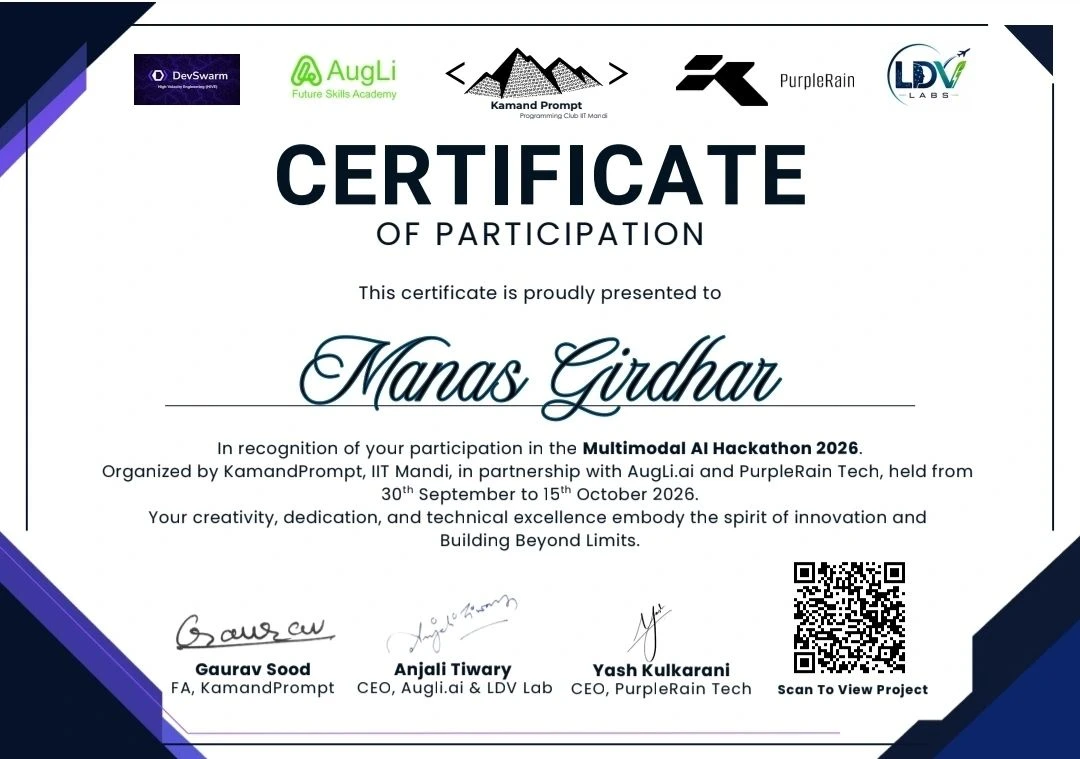 DevSwarm
High Velocity Engineering (HiVE)
AugLi
Future Skills Academy
Kamand Prompt
Programming Club IIT Mandi
PurpleRain
LDV
LABS
CERTIFICATE
OF PARTICIPATION
This certificate is proudly presented to
Manas Girdhar
In recognition of your participation in the Multimodal AI Hackathon 2026.
Organized by KamandPrompt, IIT Mandi, in partnership with AugLi.ai and PurpleRain Tech, held from
30th September to 15th October 2026.
Your creativity, dedication, and technical excellence embody the spirit of innovation and
Building Beyond Limits.
Gaurav
Anjali Tiwary
Yash
Gaurav Sood
Anjali Tiwary
Yash Kulkarani
FA, KamandPrompt
CEO, Augli.ai & LDV Lab
CEO, PurpleRain Tech
Scan To View Project